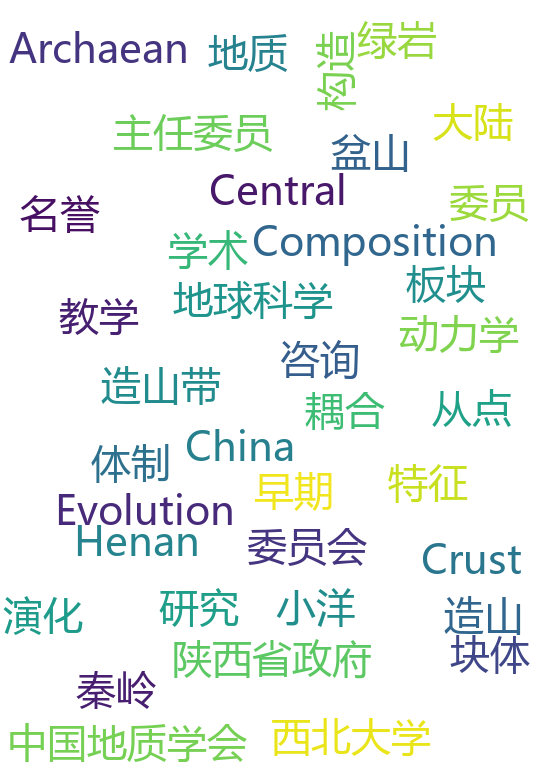 Archaean
地质
构造
绿岩
大陆
主任委员
盆山
Central
名誉
委员
学术
Composition
地球科学
板块
教学
动力学
咨询
造山带
耦合
从点
体制
China
早期
特征
Evolution
Henan
委员会
Crust
演化
研究
小洋
造山
块体
陕西省政府
秦岭
中国地质学会
西北大学